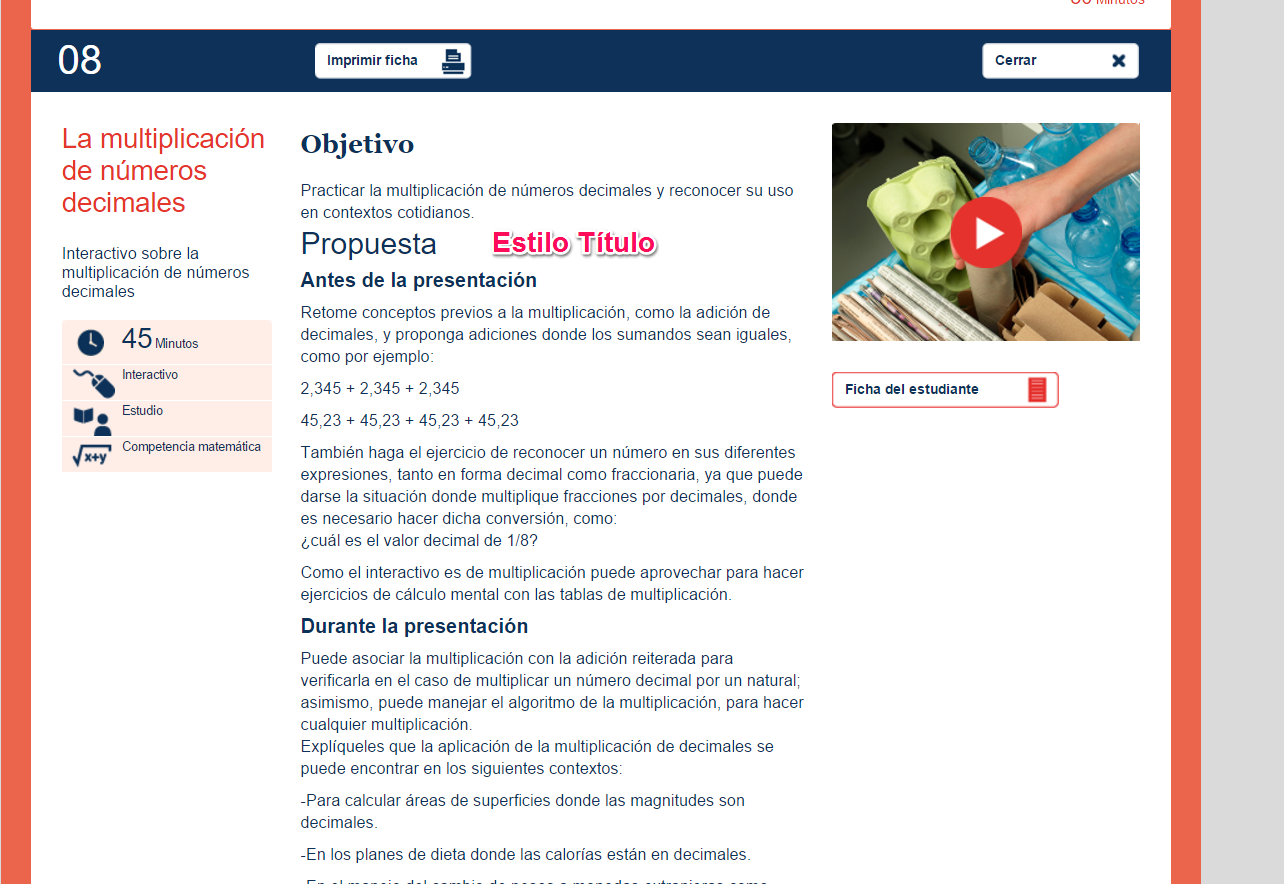 08
Imprimir ficha
Cerrar
La multiplicación
de números
decimales
Interactivo sobre la
multiplicación de números
decimales
45 Minutos
Interactivo
Estudio
x+y
Competencia matemática
Objetivo
Practicar la multiplicación de números decimales y reconocer su uso
en contextos cotidianos.
Propuesta
Estilo Título
Antes de la presentación
Retome conceptos previos a la multiplicación, como la adición de
decimales, y proponga adiciones donde los sumandos sean iguales,
como por ejemplo:
2,345 + 2,345 + 2,345
45,23 + 45,23 + 45,23 + 45,23
También haga el ejercicio de reconocer un número en sus diferentes
expresiones, tanto en forma decimal como fraccionaria, ya que puede
darse la situación donde multiplique fracciones por decimales, donde
es necesario hacer dicha conversión, como:
¿cuál es el valor decimal de 1/8?
Como el interactivo es de multiplicación puede aprovechar para hacer
ejercicios de cálculo mental con las tablas de multiplicación.
Durante la presentación
Puede asociar la multiplicación con la adición reiterada para
verificarla en el caso de multiplicar un número decimal por un natural;
asimismo, puede manejar el algoritmo de la multiplicación, para hacer
cualquier multiplicación.
Explíqueles que la aplicación de la multiplicación de decimales se
puede encontrar en los siguientes contextos:
-Para calcular áreas de superficies donde las magnitudes son
decimales.
-En los planes de dieta donde las calorías están en decimales.
Ficha del estudiante